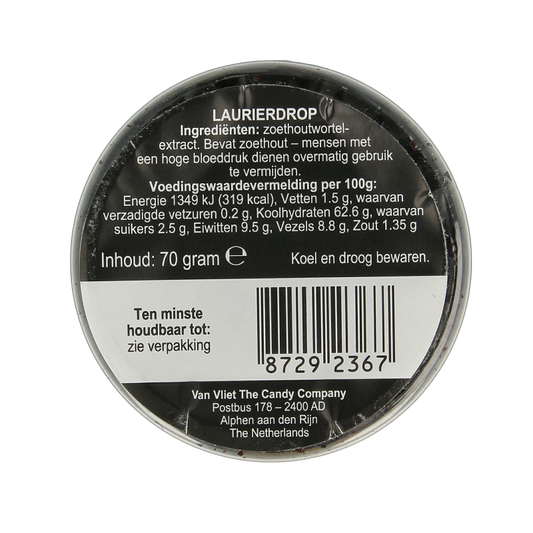 LAURIERDROP
Ingrediënten: zoethoutwortel-
extract. Bevat zoethout – mensen met
een hoge bloeddruk dienen overmatig gebruik
te vermijden.
Voedingswaardevermelding per 100g:
Energie 1349 kJ (319 kcal), Vetten 1.5 g, waarvan
verzadigde vetzuren 0.2 g, Koolhydraten 62.6 g, waarvan
suikers 2.5 g, Eiwitten 9.5 g, Vezels 8.8 g, Zout 1.35 g
Inhoud: 70 gram ℮ Koel en droog bewaren.
Ten minste
houdbaar tot:
zie verpakking
8729 2367
Van Vliet The Candy Company
Postbus 178 – 2400 AD
Alphen aan den Rijn
The Netherlands